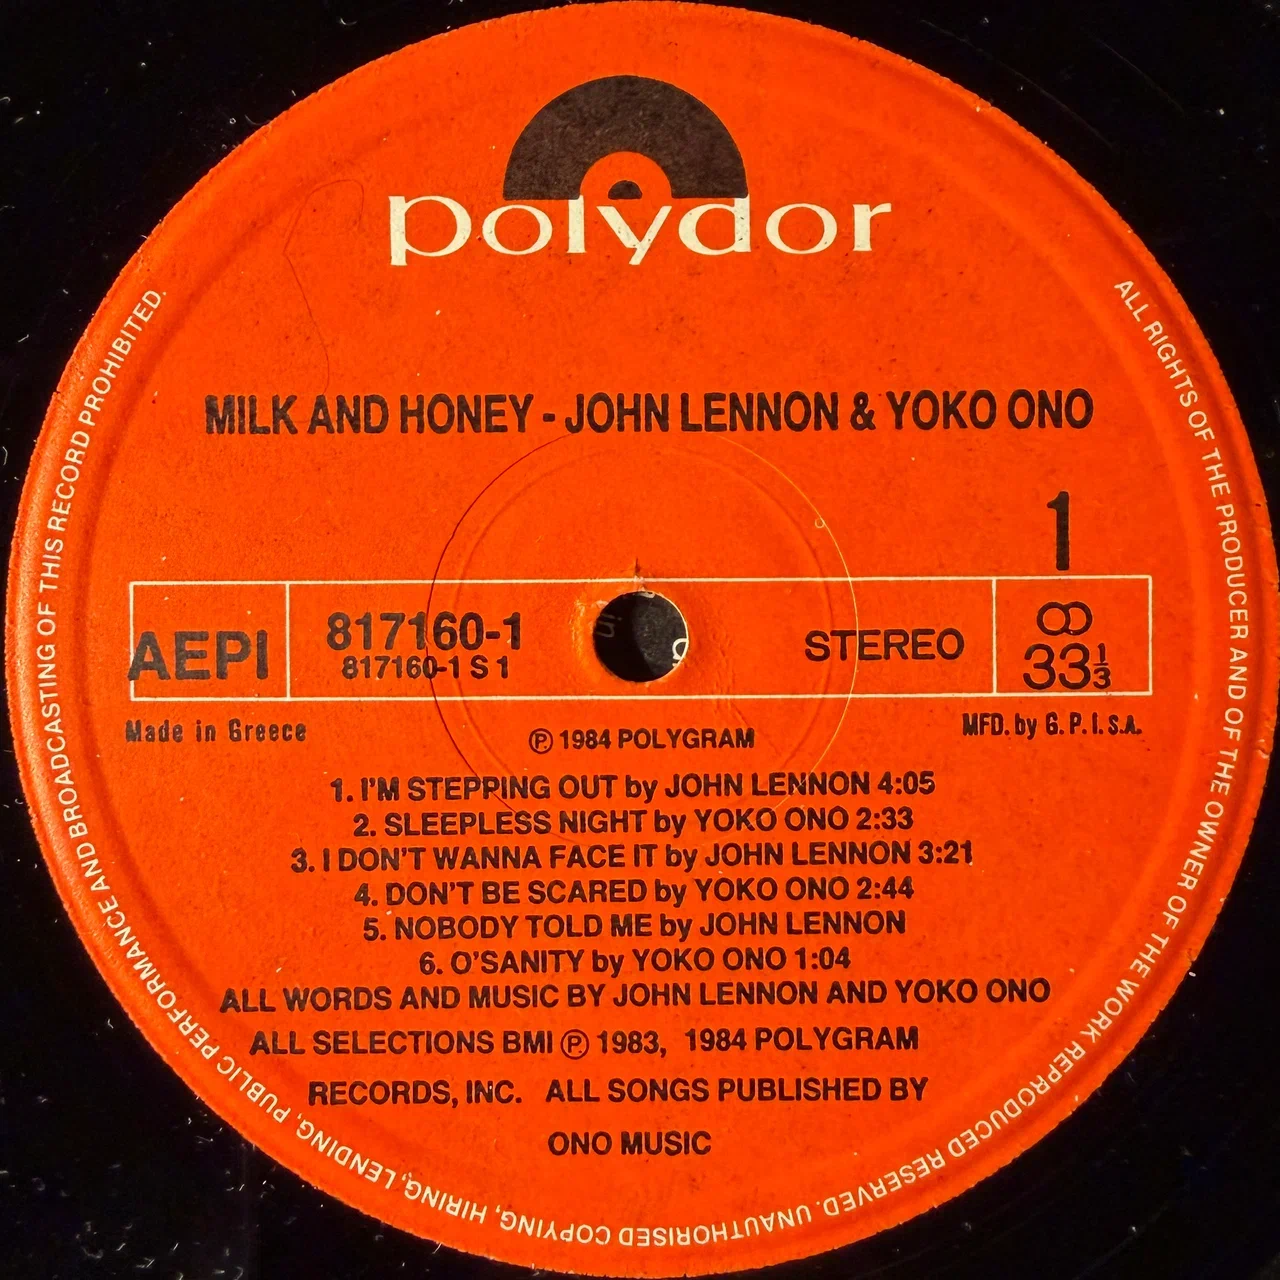 polydor
MILK AND HONEY - JOHN LENNON & YOKO ONO
1
AEPI
817160-1
817160-1 S 1
STEREO
33 1/3
Made in Greece
MFD. by G.P.I.S.A.
℗ 1984 POLYGRAM
1. I'M STEPPING OUT by JOHN LENNON 4:05
2. SLEEPLESS NIGHT by YOKO ONO 2:33
3. I DON'T WANNA FACE IT by JOHN LENNON 3:21
4. DON'T BE SCARED by YOKO ONO 2:44
5. NOBODY TOLD ME by JOHN LENNON
6. O'SANITY by YOKO ONO 1:04
ALL WORDS AND MUSIC BY JOHN LENNON AND YOKO ONO
ALL SELECTIONS BMI ℗ 1983, 1984 POLYGRAM
RECORDS, INC. ALL SONGS PUBLISHED BY
ONO MUSIC
ALL RIGHTS OF THE PRODUCER AND OF THE OWNER OF THE WORK REPRODUCED RESERVED. UNAUTHORISED COPYING, HIRING, LENDING, PUBLIC PERFORMANCE AND BROADCASTING OF THIS RECORD PROHIBITED.